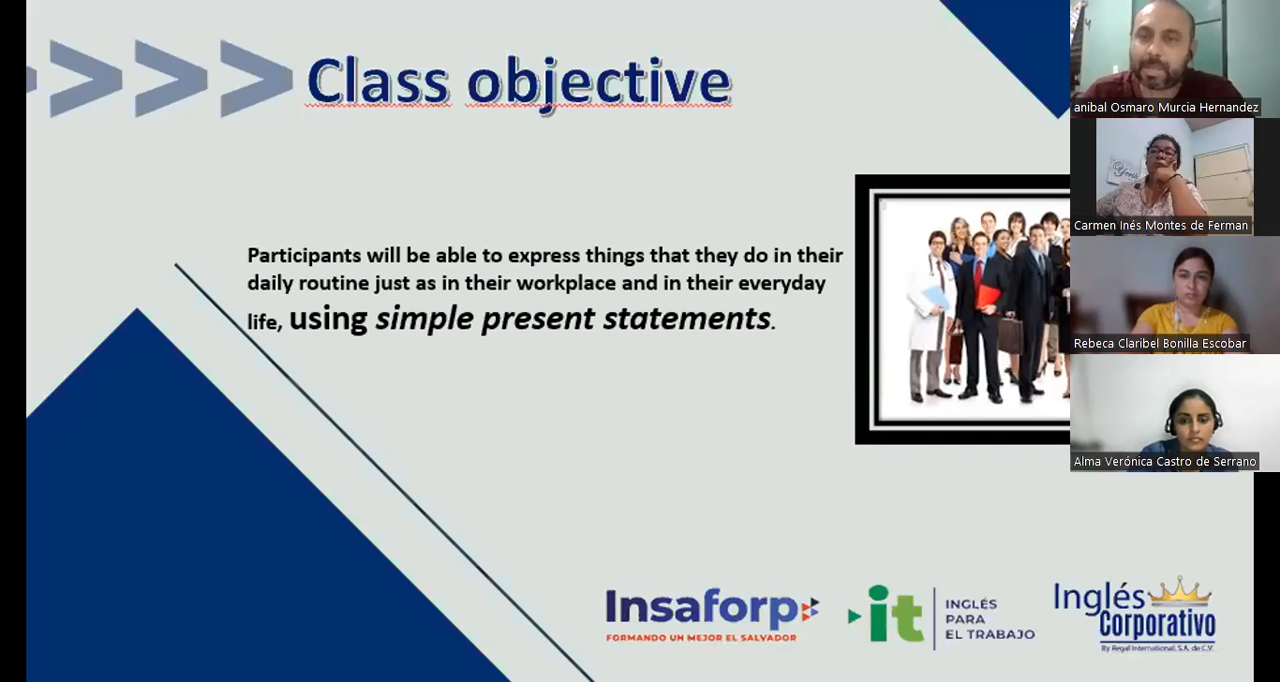 Class objective
Participants will be able to express things that they do in their
daily routine just as in their workplace and in their everyday
life, using simple present statements.
anibal Osmaro Murcia Hernandez
Carmen Inés Montes de Ferman
Rebeca Claribel Bonilla Escobar
Alma Verónica Castro de Serrano
Insaforp
FORMANDO UN MEJOR EL SALVADOR
it
INGLÉS
PARA
EL TRABAJO
Inglés
Corporativo
By Regal International, S.A. de C.V.